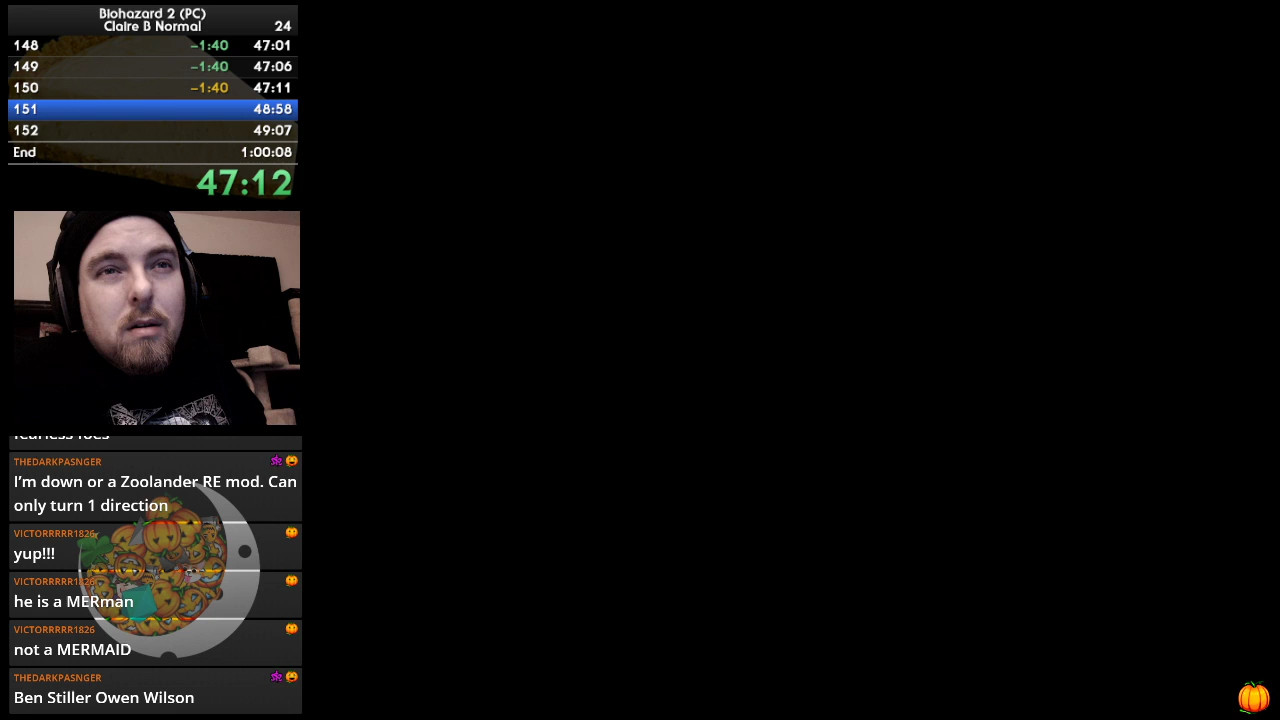 Biohazard 2 (PC)
Claire B Normal 24
148 -1:40 47:01
149 -1:40 47:06
150 -1:40 47:11
151 48:58
152 49:07
End 1:00:08
47:12
fearless foes
THEDARKPASNGER
I'm down or a Zoolander RE mod. Can
only turn 1 direction
VICTORRRRR1826
yup!!!
VICTORRRRR1826
he is a MERman
VICTORRRRR1826
not a MERMAID
THEDARKPASNGER
Ben Stiller Owen Wilson